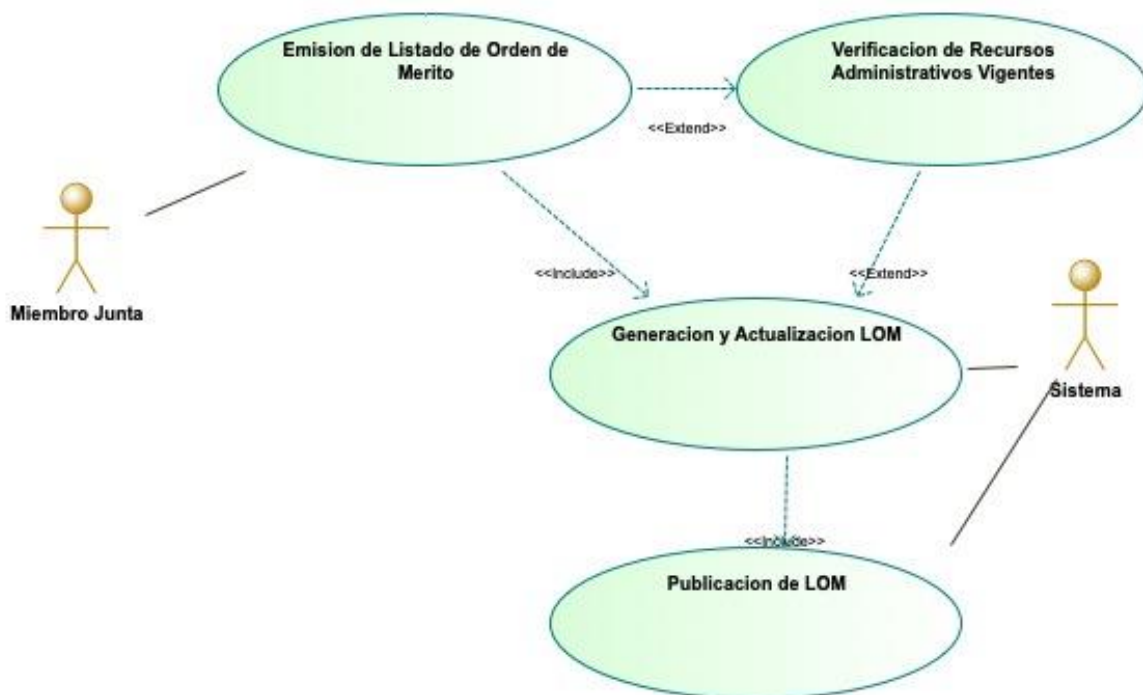 Emision de Listado de Orden de
Merito
Verificacion de Recursos
Administrativos Vigentes
<<Extend>>
Miembro Junta
<<Include>>
<<Extend>>
Generacion y Actualizacion LOM
Sistema
<<Include>>
Publicacion de LOM